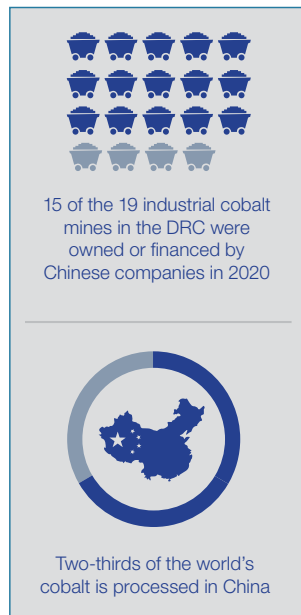 15 of the 19 industrial cobalt
mines in the DRC were
owned or financed by
Chinese companies in 2020
Two-thirds of the world’s
cobalt is processed in China